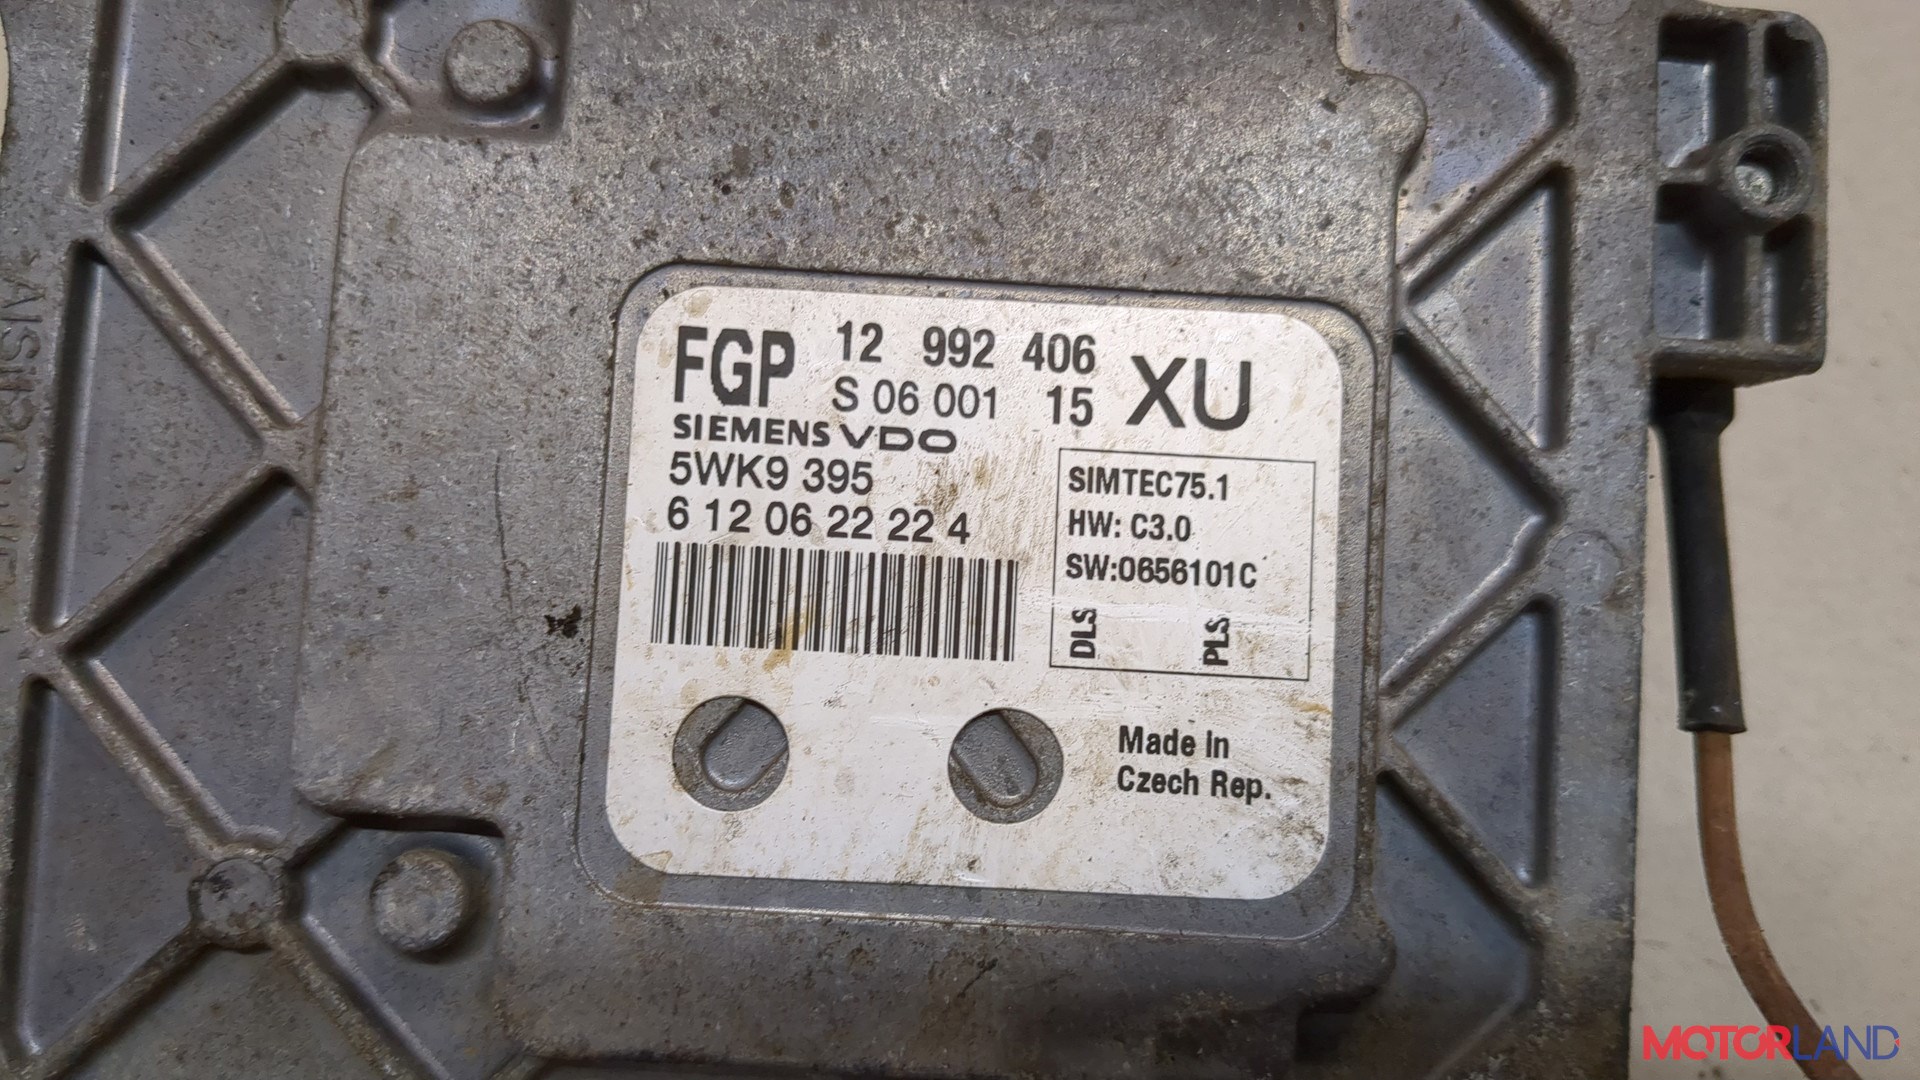 FGP 12 992 406 XU
S 06 001 15
SIEMENS VDO
5WK9 395
6 12 06 22 22 4
SIMTEC75.1
HW: C3.0
SW:0656101C
DLS PLS
Made In
Czech Rep.
MOTORLAND